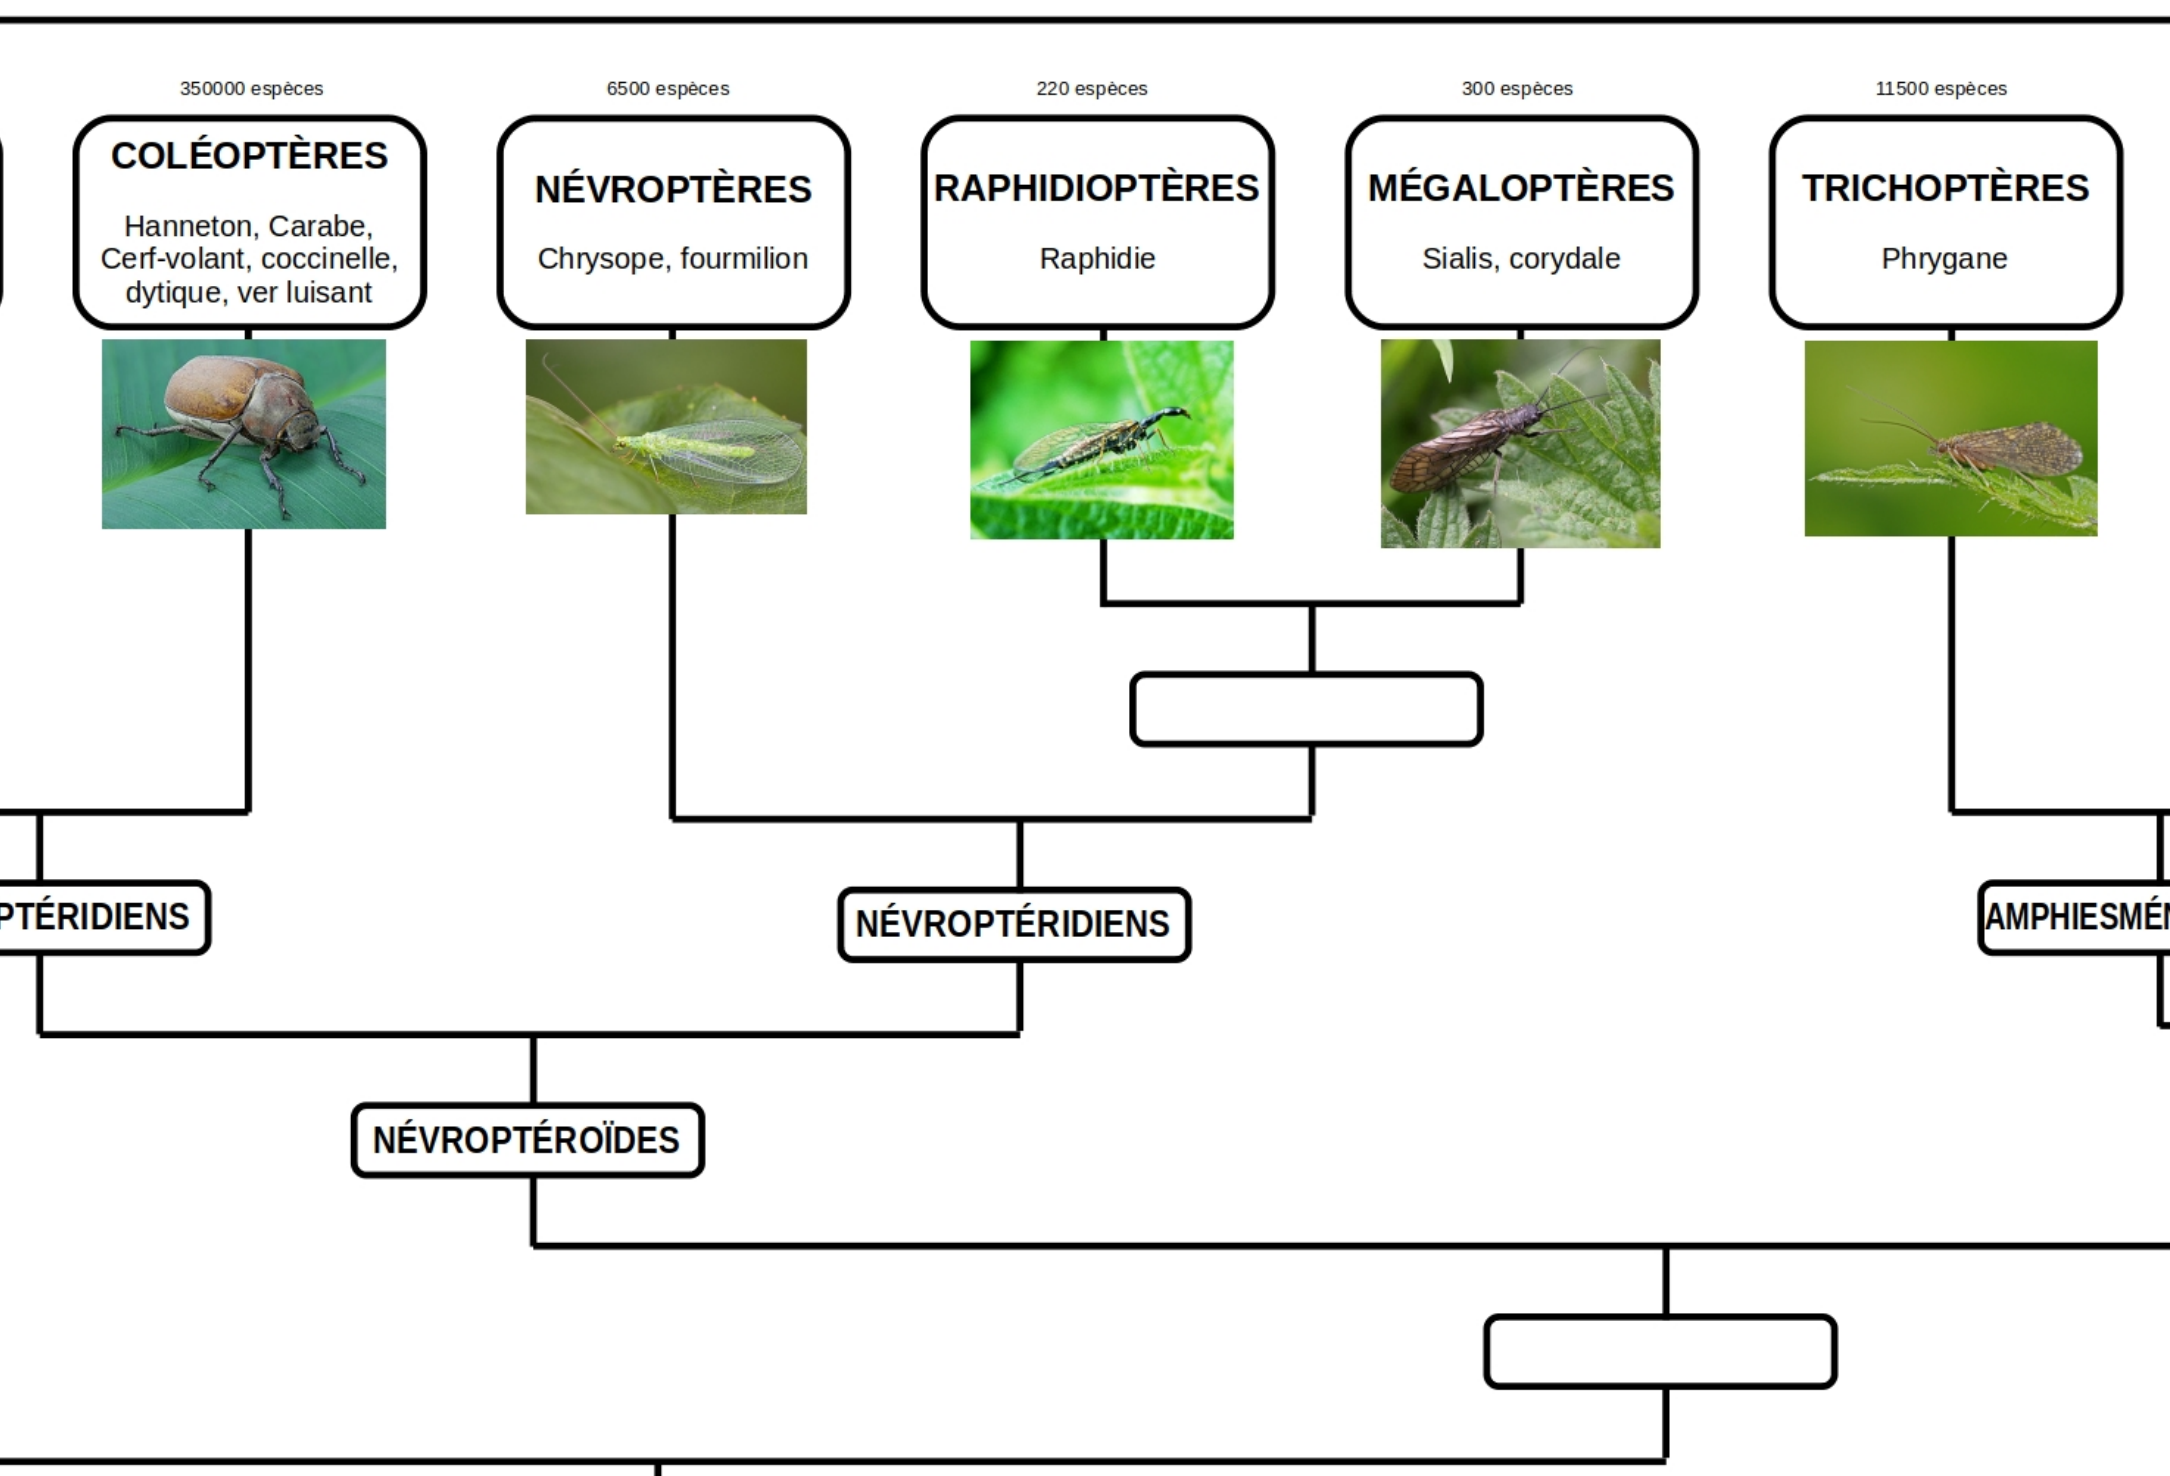 350000 espèces
6500 espèces
220 espèces
300 espèces
11500 espèces
COLÉOPTÈRES
Hanneton, Carabe,
Cerf-volant, coccinelle,
dytique, ver luisant
NÉVROPTÈRES
Chrysope, fourmilion
RAPHIDIOPTÈRES
Raphidie
MÉGALOPTÈRES
Sialis, corydale
TRICHOPTÈRES
Phrygane
PTÉRIDIENS
NÉVROPTÉRIDIENS
AMPHIESMÉN
NÉVROPTÉROÏDES